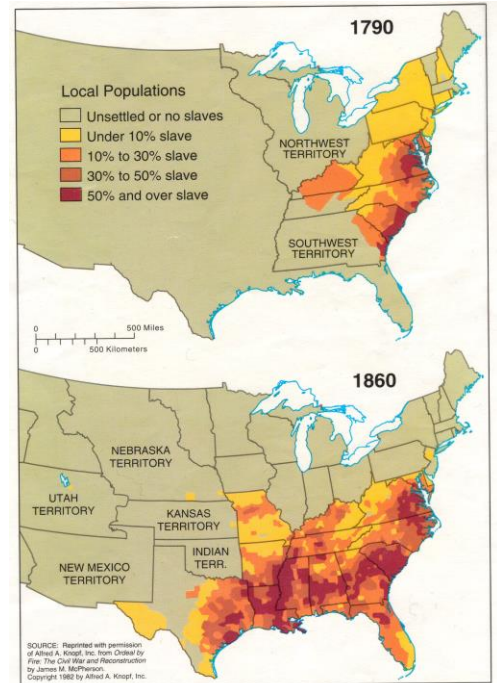 1790
Local Populations
Unsettled or no slaves
Under 10% slave
10% to 30% slave
30% to 50% slave
50% and over slave
NORTHWEST
TERRITORY
SOUTHWEST
TERRITORY
0 500 Miles
0 500 Kilometers
1860
NEBRASKA
TERRITORY
UTAH
TERRITORY
KANSAS
TERRITORY
INDIAN
TERR.
NEW MEXICO
TERRITORY
SOURCE: Reprinted with permission
of Alfred A. Knopf, Inc. from Ordeal by
Fire: The Civil War and Reconstruction
by James M. McPherson.
Copyright 1982 by Alfred A. Knopf, Inc.